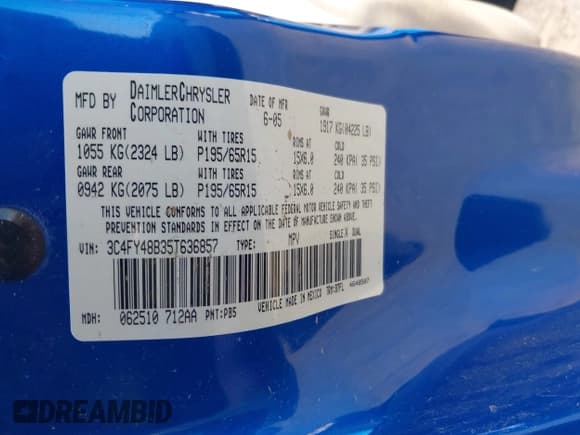 MFD BY DAIMLERCHRYSLER CORPORATION
DATE OF MFR 6-05
GVWR 1917 KG(04225 LB)
GAWR FRONT WITH TIRES RIMS AT COLD
1055 KG(2324 LB) P195/65R15 15X6.0 240 KPA( 35 PSI)
GAWR REAR WITH TIRES RIMS AT COLD
0942 KG(2075 LB) P195/65R15 15X6.0 240 KPA( 35 PSI)
THIS VEHICLE CONFORMS TO ALL APPLICABLE FEDERAL MOTOR VEHICLE SAFETY AND THEFT
PREVENTION STANDARDS IN EFFECT ON THE DATE OF MANUFACTURE SHOWN ABOVE.
VIN: 3C4FY48B35T636857 TYPE: MPV SINGLE X DUAL
VEHICLE MADE IN MEXICO
MDH: 062510 712AA PNT:PB5
DREAMBID